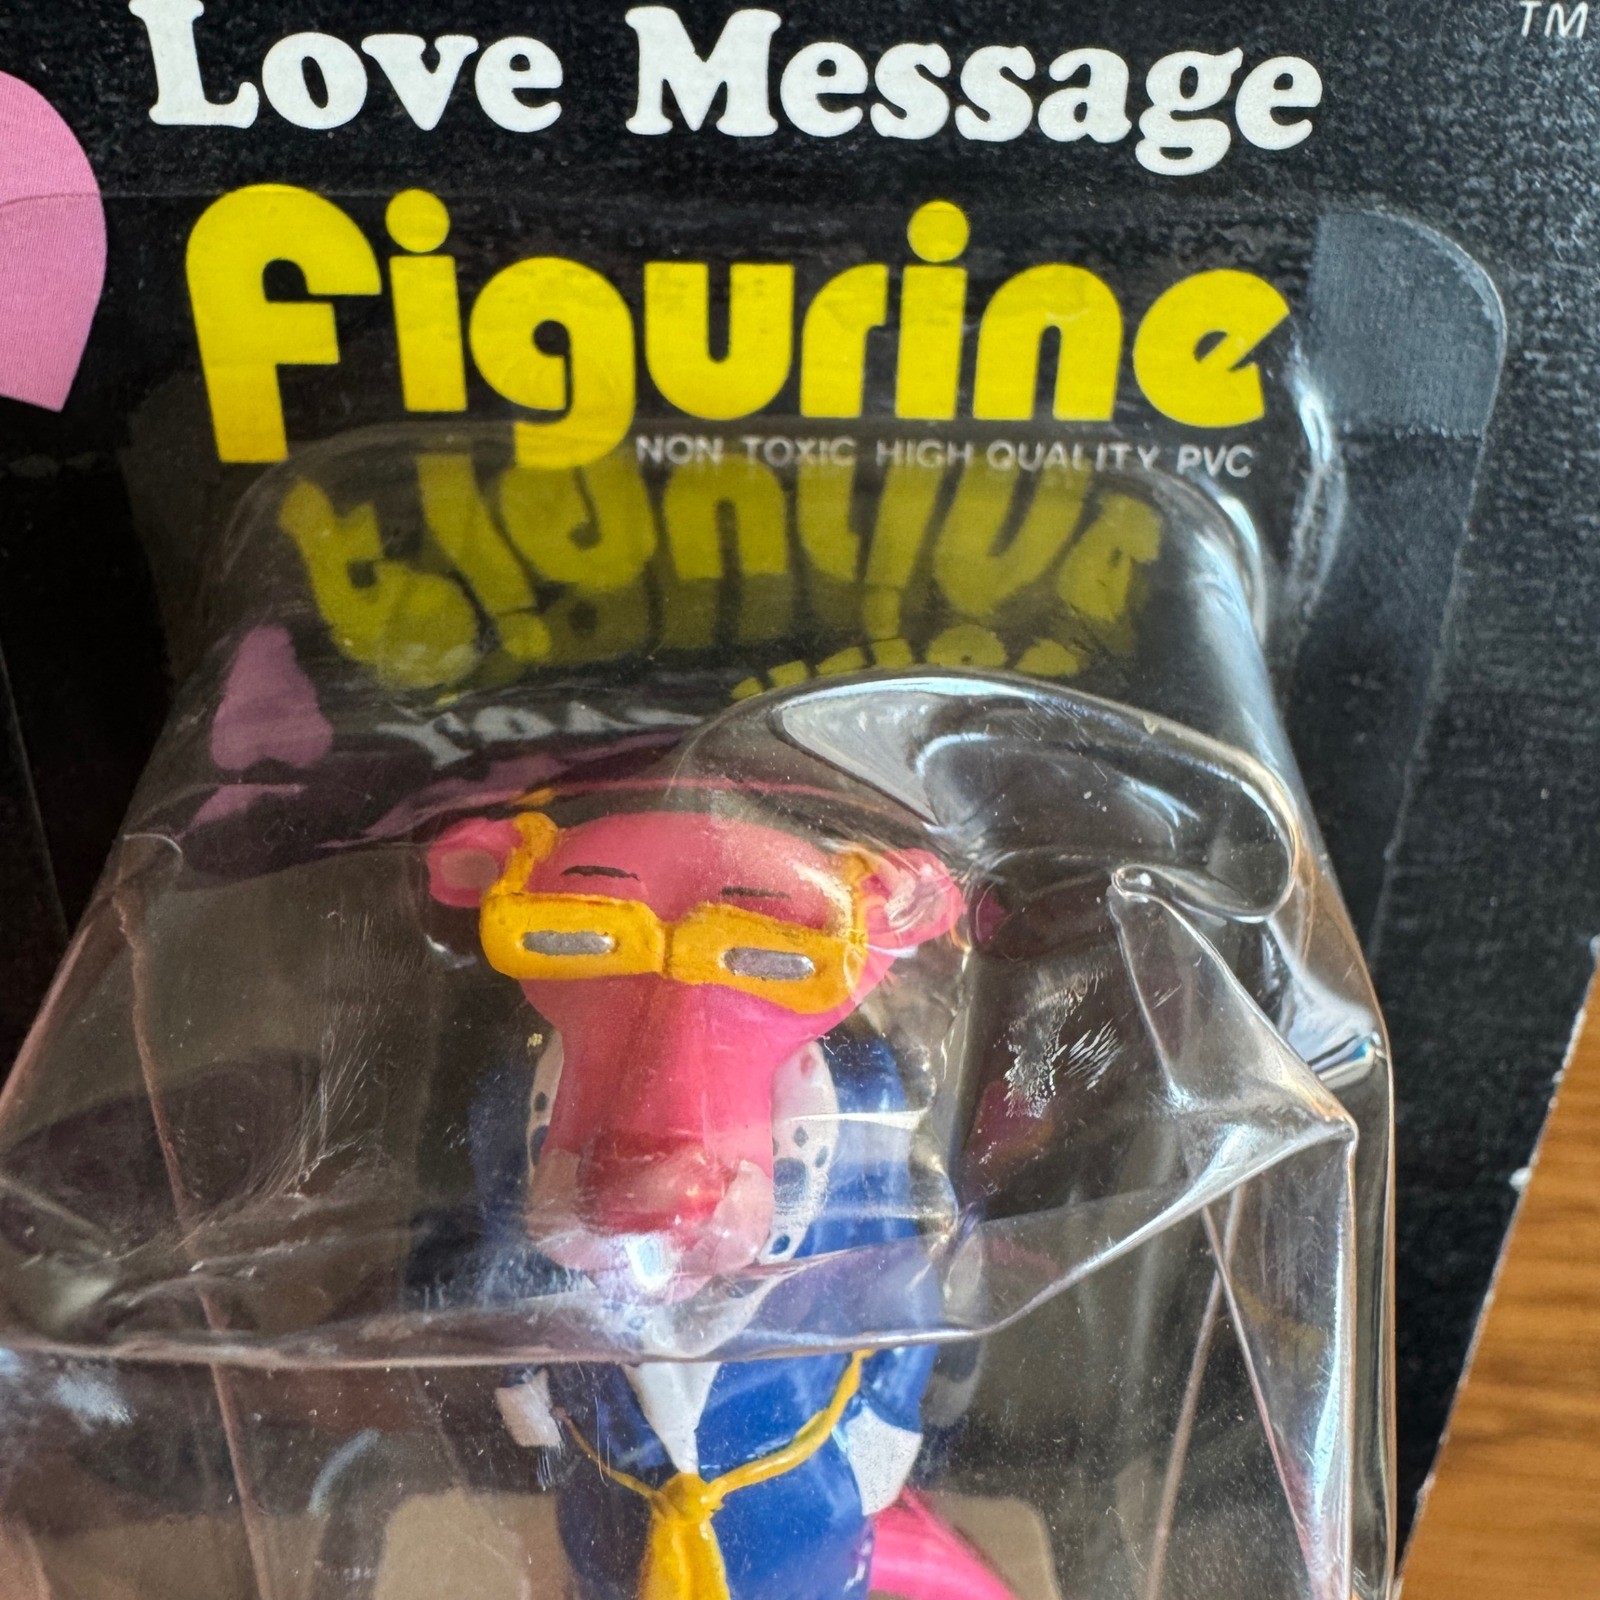 Love Message
TM
Figurine
NON TOXIC HIGH QUALITY PVC